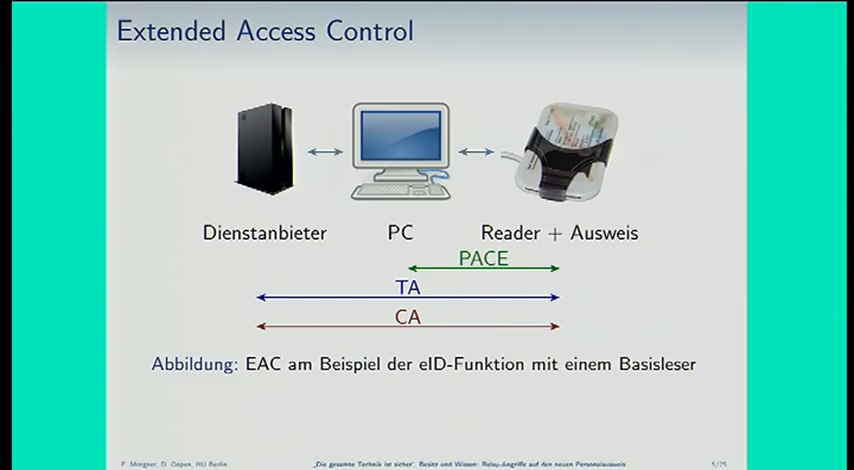 Extended Access Control
Dienstanbieter PC Reader + Ausweis
PACE
TA
CA
Abbildung: EAC am Beispiel der eID-Funktion mit einem Basisleser
F. Morgner, D. Oepen, HU Berlin „Die gesamte Technik ist sicher“, Besitz und Wissen: Relay-Angriffe auf den neuen Personalausweis 5/25